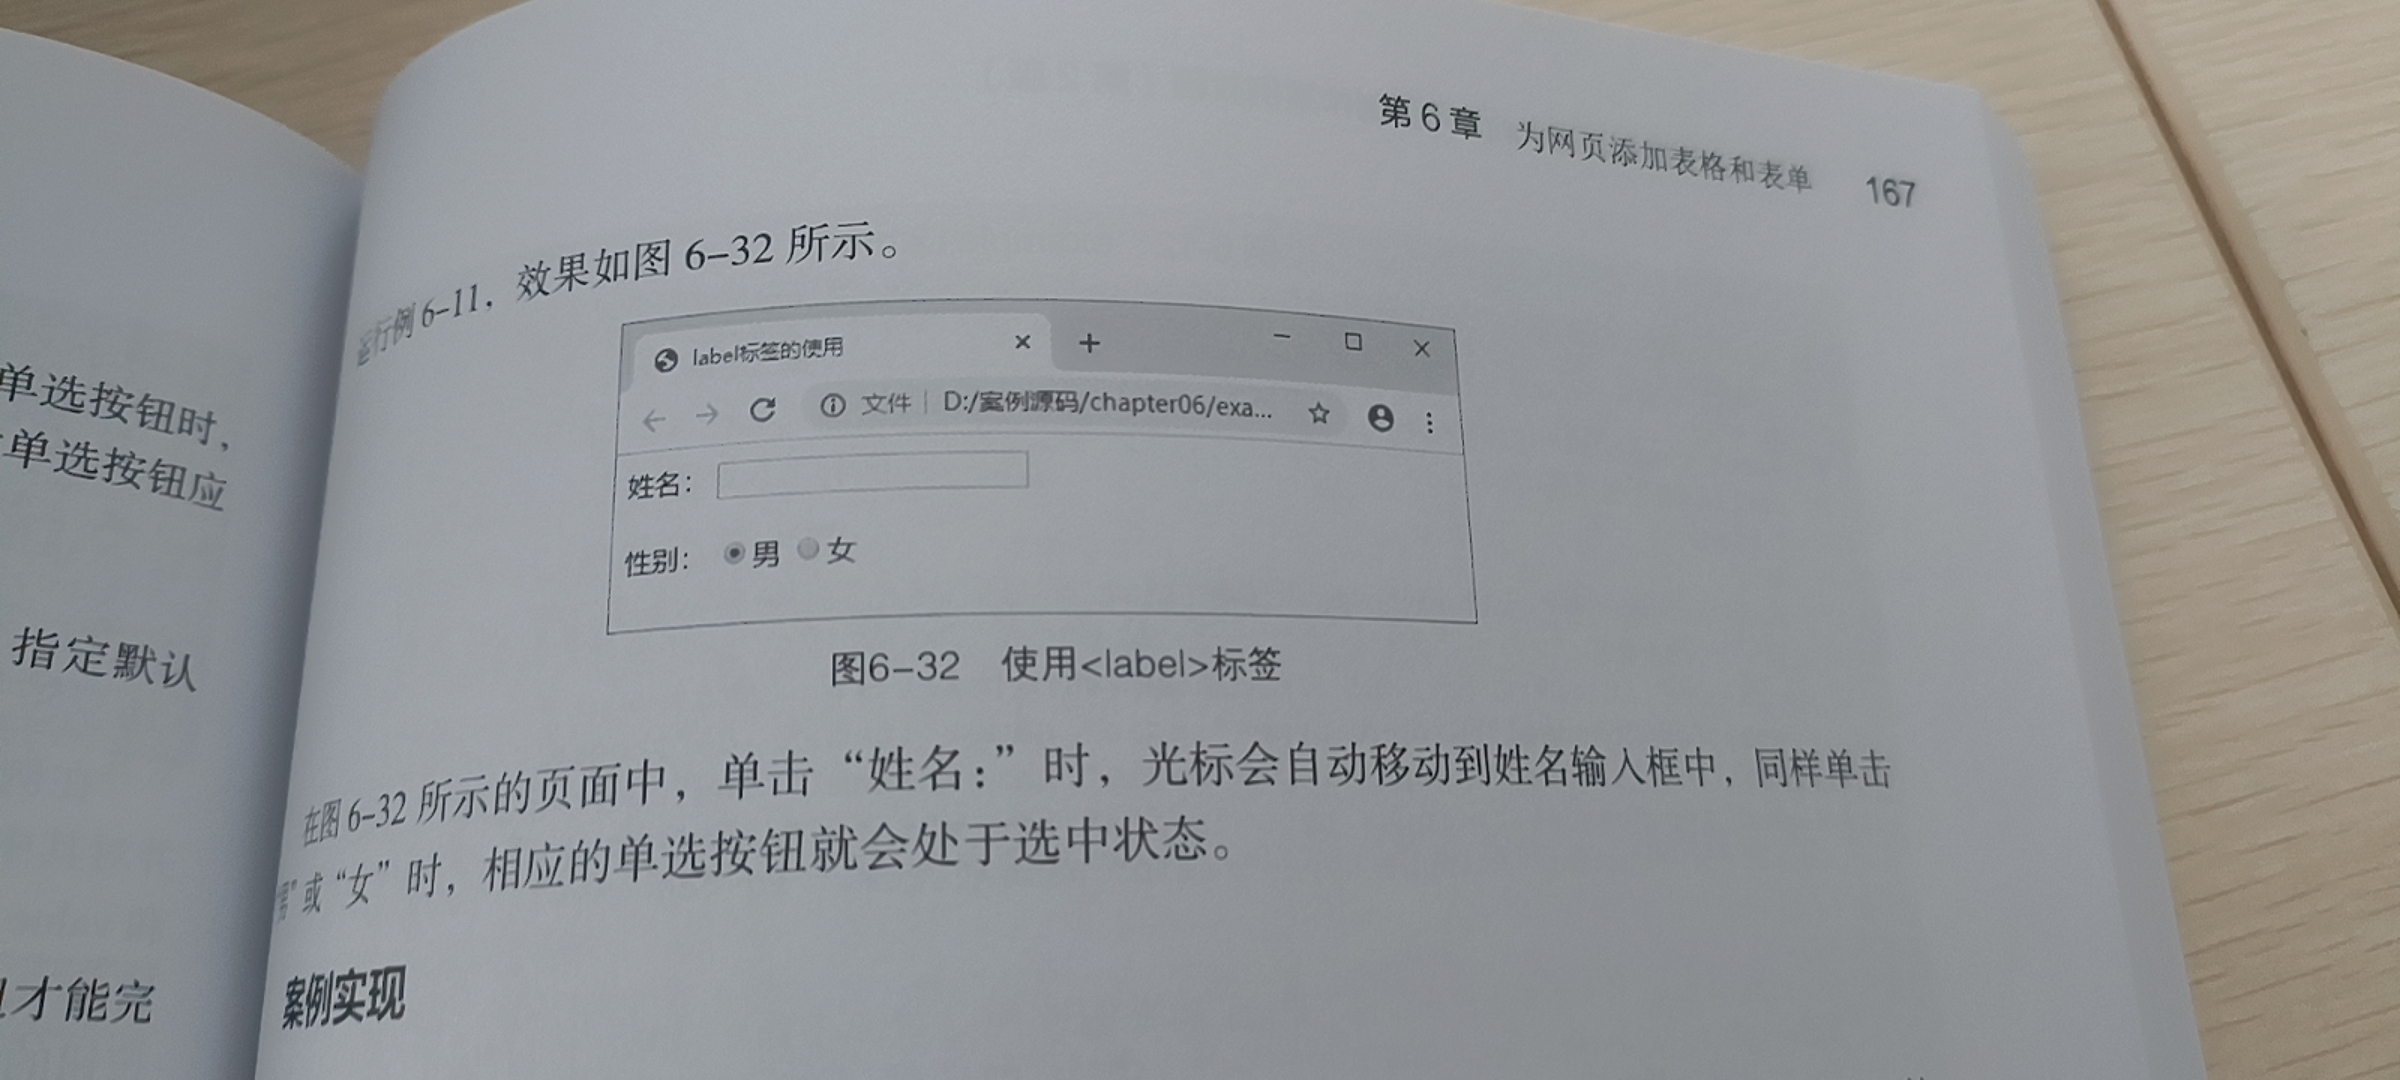 单选按钮时，
单选按钮应
指定默认
才能完
第6章 为网页添加表格和表单 167
运行例 6-11，效果如图 6-32 所示。
label标签的使用
文件 D:/案例源码/chapter06/exa...
姓名：
性别： 男 女
图6-32 使用<label>标签
在图 6-32 所示的页面中，单击“姓名：”时，光标会自动移动到姓名输入框中，同样单击
“男”或“女”时，相应的单选按钮就会处于选中状态。
案例实现